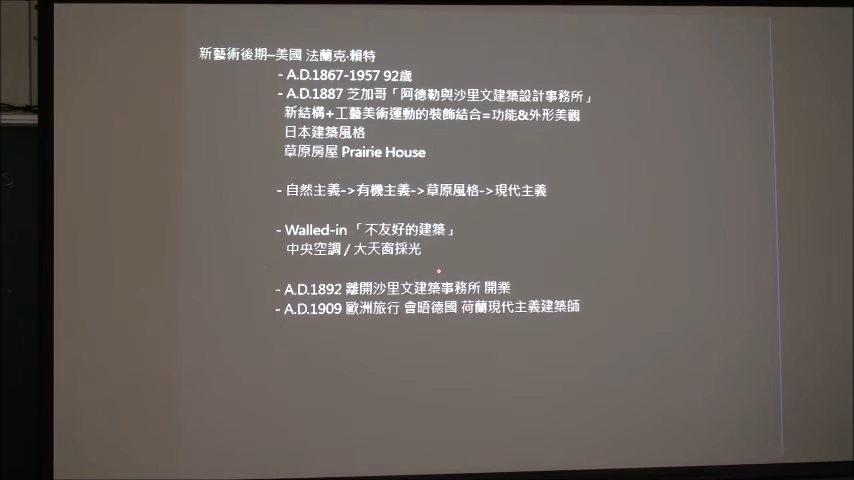 新藝術後期–美國 法蘭克·賴特
- A.D.1867-1957 92歲
- A.D.1887 芝加哥「阿德勒與沙里文建築設計事務所」
新結構+工藝美術運動的裝飾結合=功能&外形美觀
日本建築風格
草原房屋 Prairie House
- 自然主義->有機主義->草原風格->現代主義
- Walled-in 「不友好的建築」
中央空調 / 大天窗採光
- A.D.1892 離開沙里文建築事務所 開業
- A.D.1909 歐洲旅行 會晤德國 荷蘭現代主義建築師